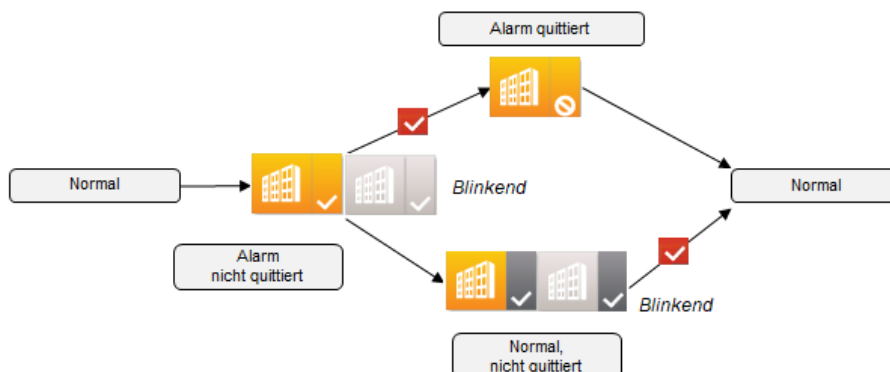 Alarm quittiert
Normal
Blinkend
Normal
Alarm
nicht quittiert
Blinkend
Normal,
nicht quittiert